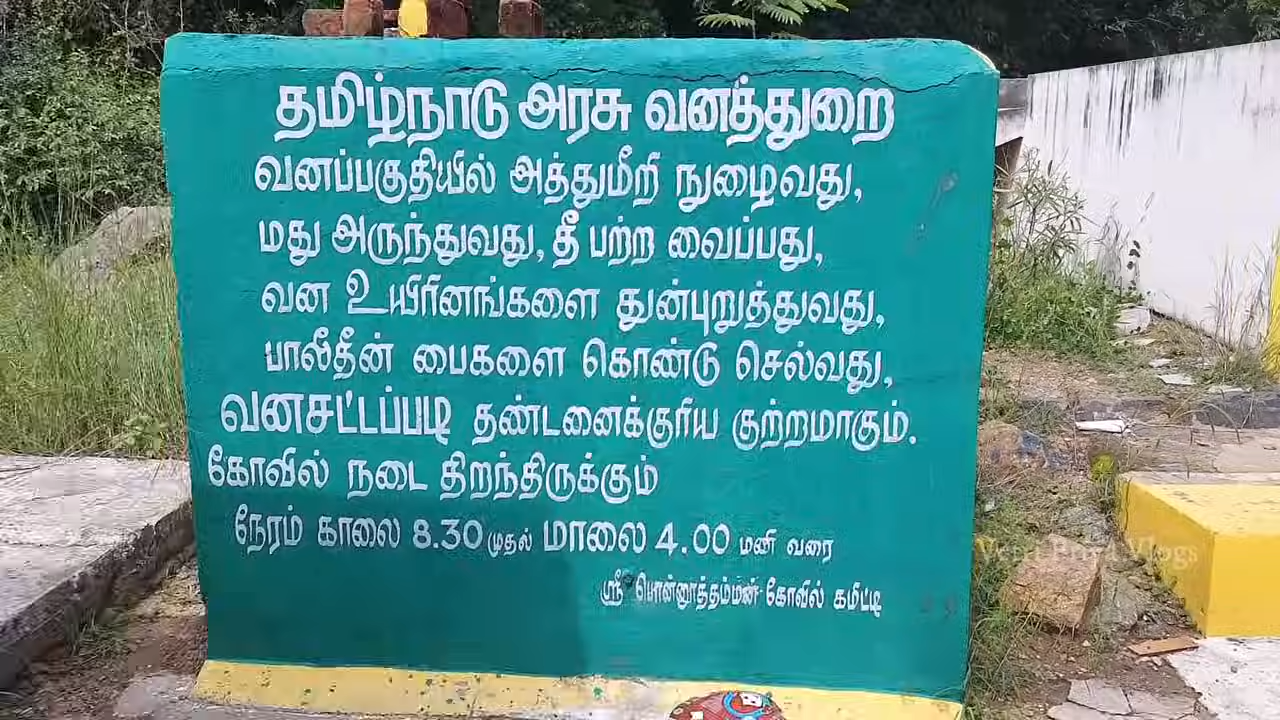 தமிழ்நாடு அரசு வனத்துறை
வனப்பகுதியில் அத்துமீறி நுழைவது,
மது அருந்துவது, தீ பற்ற வைப்பது,
வன உயிரினங்களை துன்புறுத்துவது,
பாலீதீன் பைகளை கொண்டு செல்வது,
வனசட்டப்படி தண்டனைக்குரிய குற்றமாகும்.
கோவில் நடை திறந்திருக்கும்
நேரம் காலை 8.30 முதல் மாலை 4.00 மணி வரை
ஸ்ரீ பொன்னூத்தம்மன் கோவில் கமிட்டி